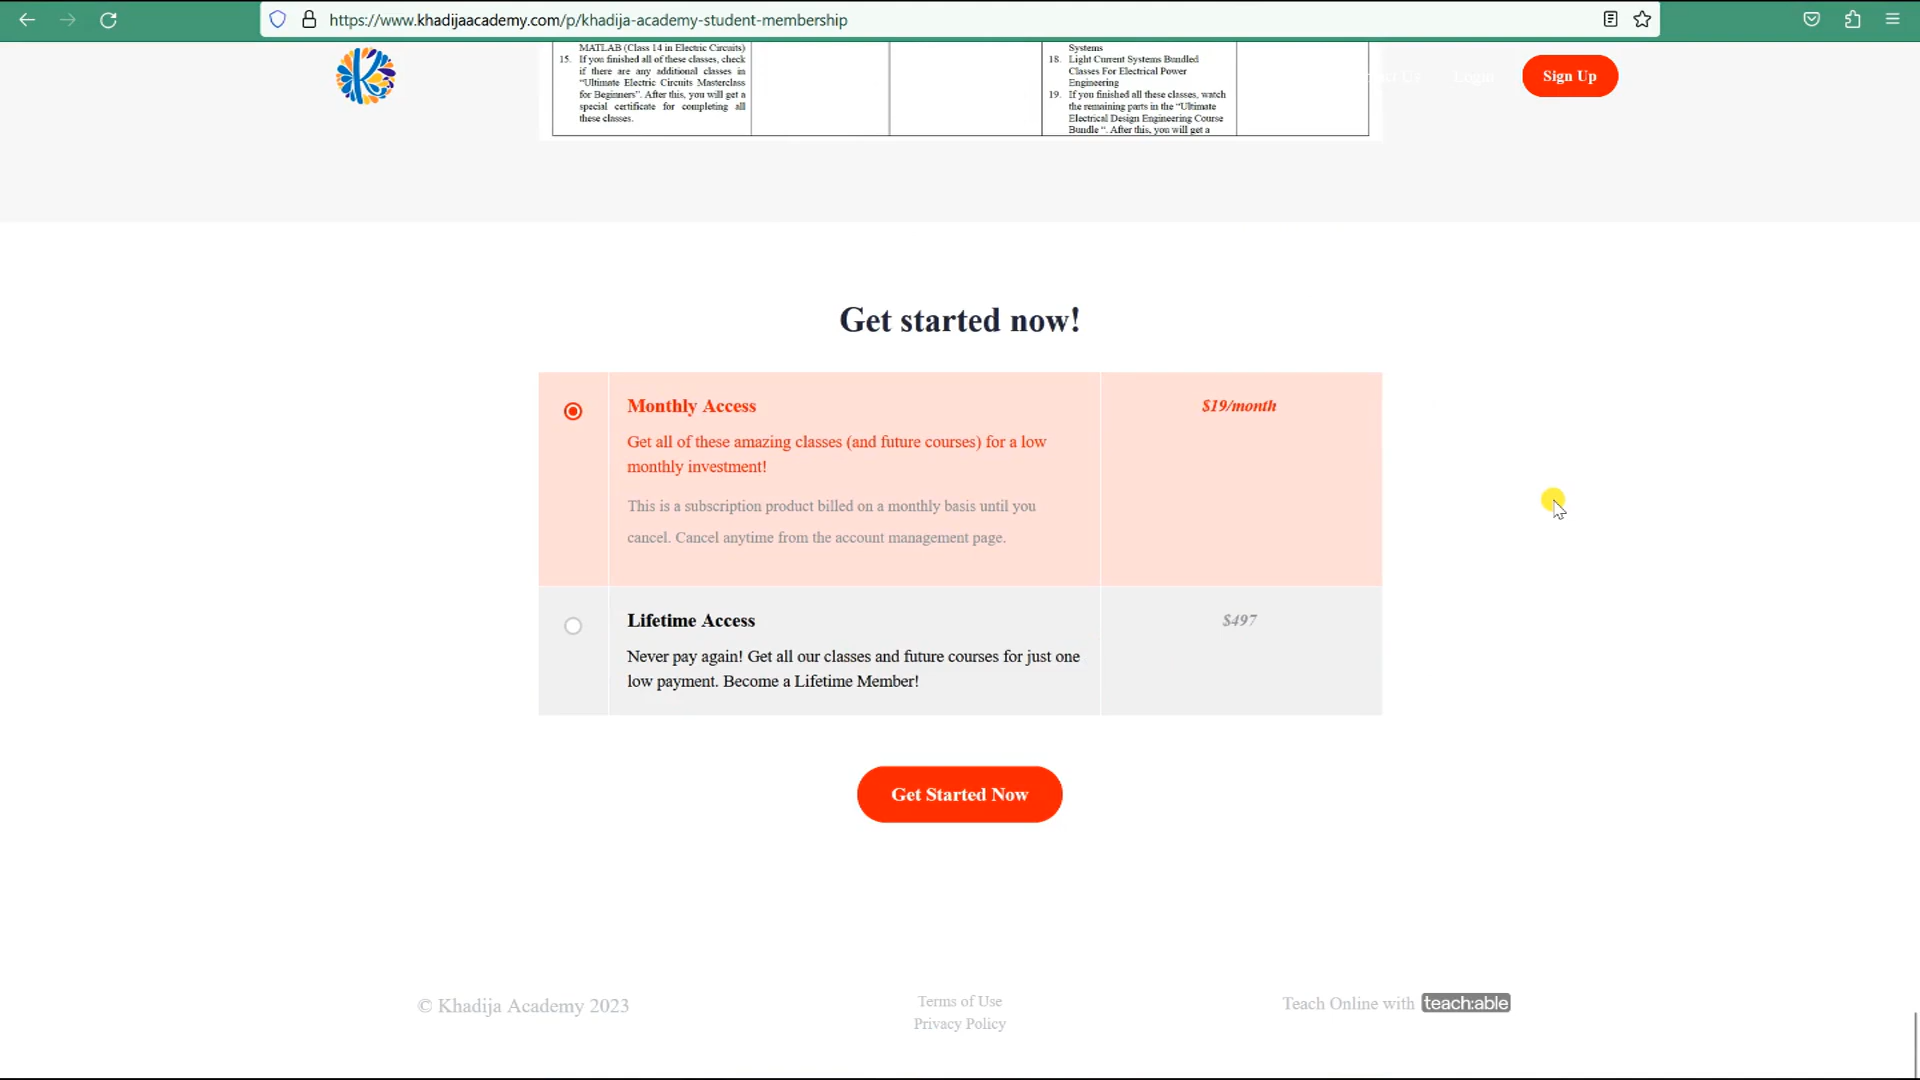 https://www.khadijaacademy.com/p/khadija-academy-student-membership
MATLAB (Class 14 in Electric Circuits)
15. If you finished all of these classes, check
if there are any additional classes in
"Ultimate Electric Circuits Masterclass
for Beginners". After this, you will get a
special certificate for completing all
these classes.
Systems
18. Light Current Systems Bundled
Classes For Electrical Power
Engineering
19. If you finished all these classes, watch
the remaining parts in the "Ultimate
Electrical Design Engineering Course
Bundle ". After this, you will get a
Login
Sign Up
Get started now!
Monthly Access
$19/month
Get all of these amazing classes (and future courses) for a low
monthly investment!
This is a subscription product billed on a monthly basis until you
cancel. Cancel anytime from the account management page.
Lifetime Access
$497
Never pay again! Get all our classes and future courses for just one
low payment. Become a Lifetime Member!
Get Started Now
© Khadija Academy 2023
Terms of Use
Privacy Policy
Teach Online with teach:able